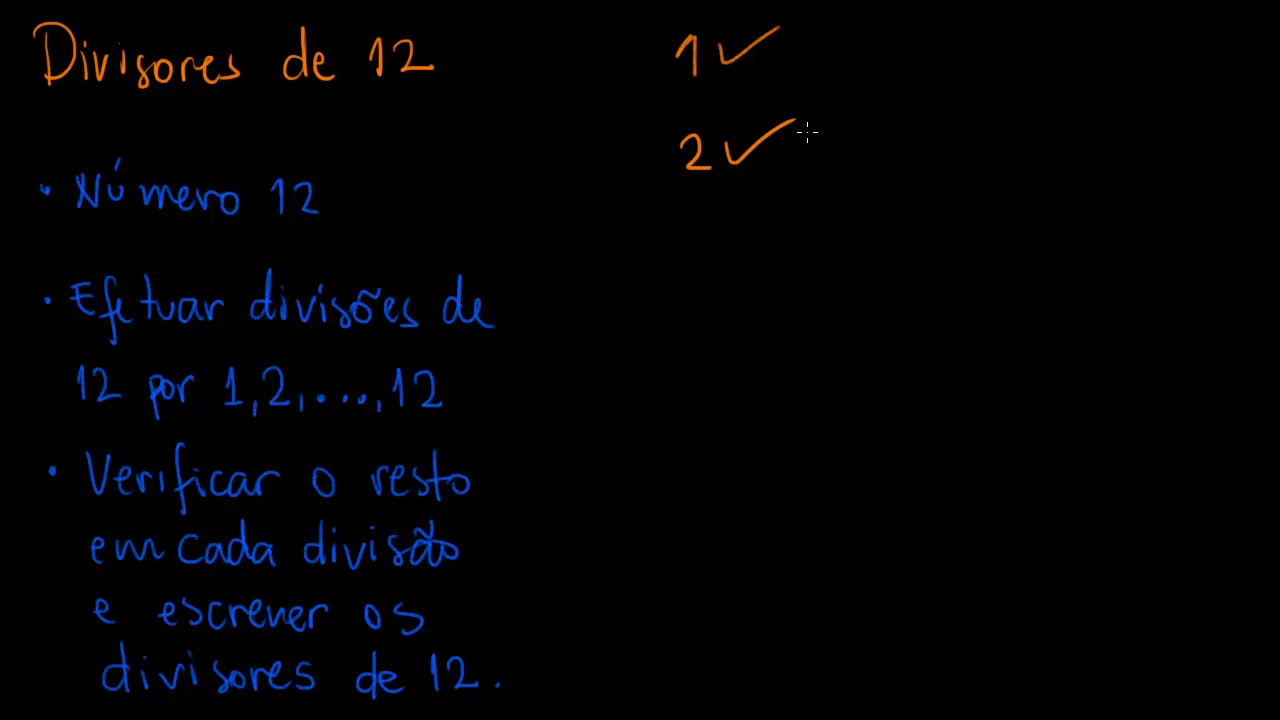 Divisores de 12
• Número 12
• Efetuar divisões de
12 por 1, 2, ..., 12
• Verificar o resto
em cada divisão
e escrever os
divisores de 12.
1 ✓
2 ✓